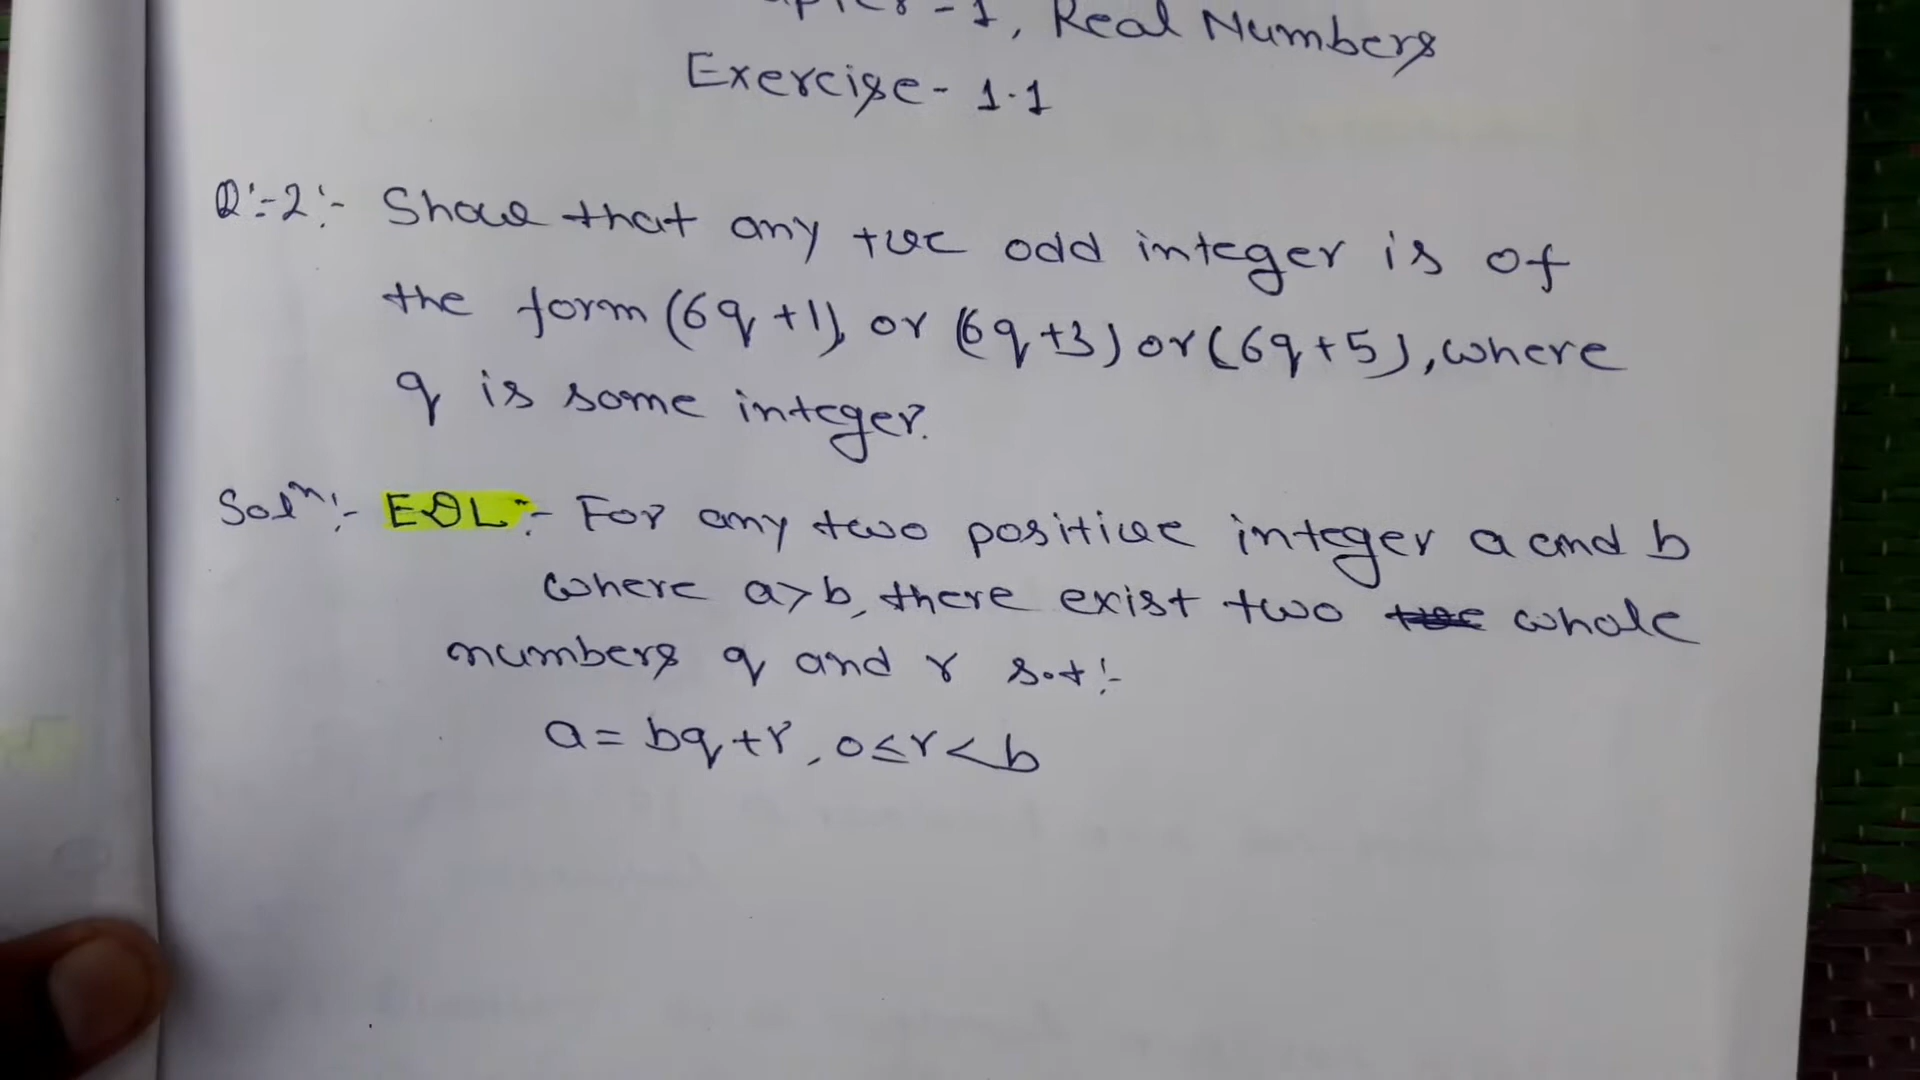 -1, Real Numbers
Exercise- 1.1
Q:-2:- Show that any +ve odd integer is of
the form (6q+1), or (6q+3) or (6q+5), where
q is some integer.
Solⁿ:- EDL:- For any two positive integer a and b
where a>b, there exist two whole
numbers q and r s.t:-
a= bq+r, 0≤r<b